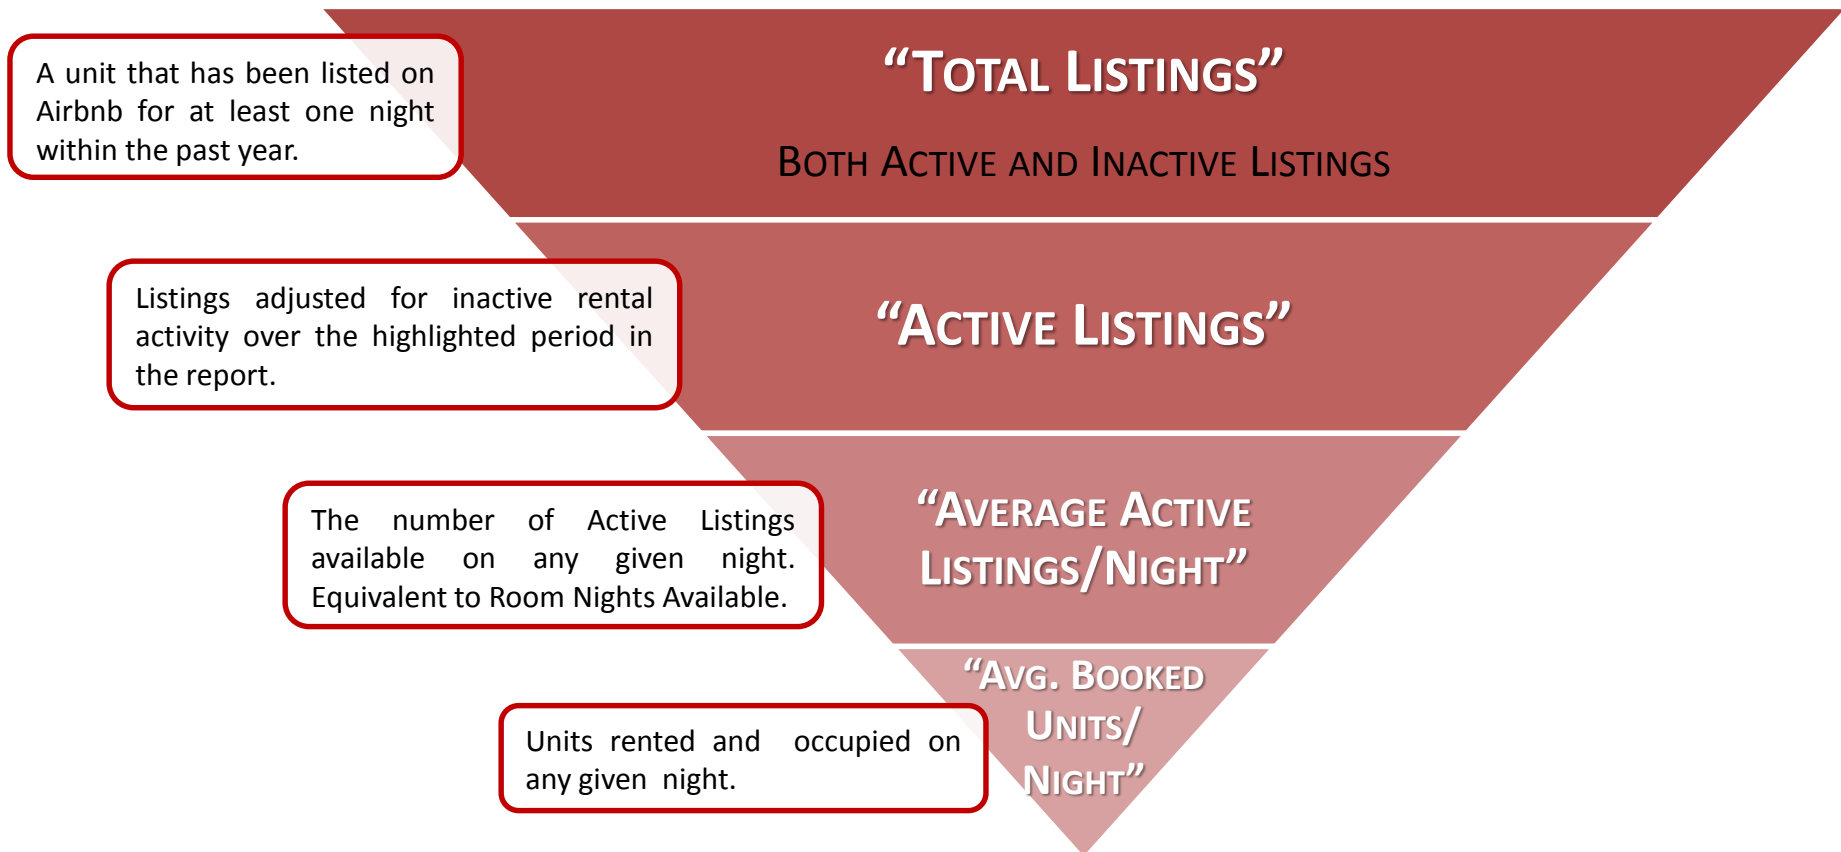 A unit that has been listed on
Airbnb for at least one night
within the past year.
“TOTAL LISTINGS”
BOTH ACTIVE AND INACTIVE LISTINGS
Listings adjusted for inactive rental
activity over the highlighted period in
the report.
“ACTIVE LISTINGS”
The number of Active Listings
available on any given night.
Equivalent to Room Nights Available.
“AVERAGE ACTIVE
LISTINGS/NIGHT”
Units rented and occupied on
any given night.
“AVG. BOOKED
UNITS/
NIGHT”